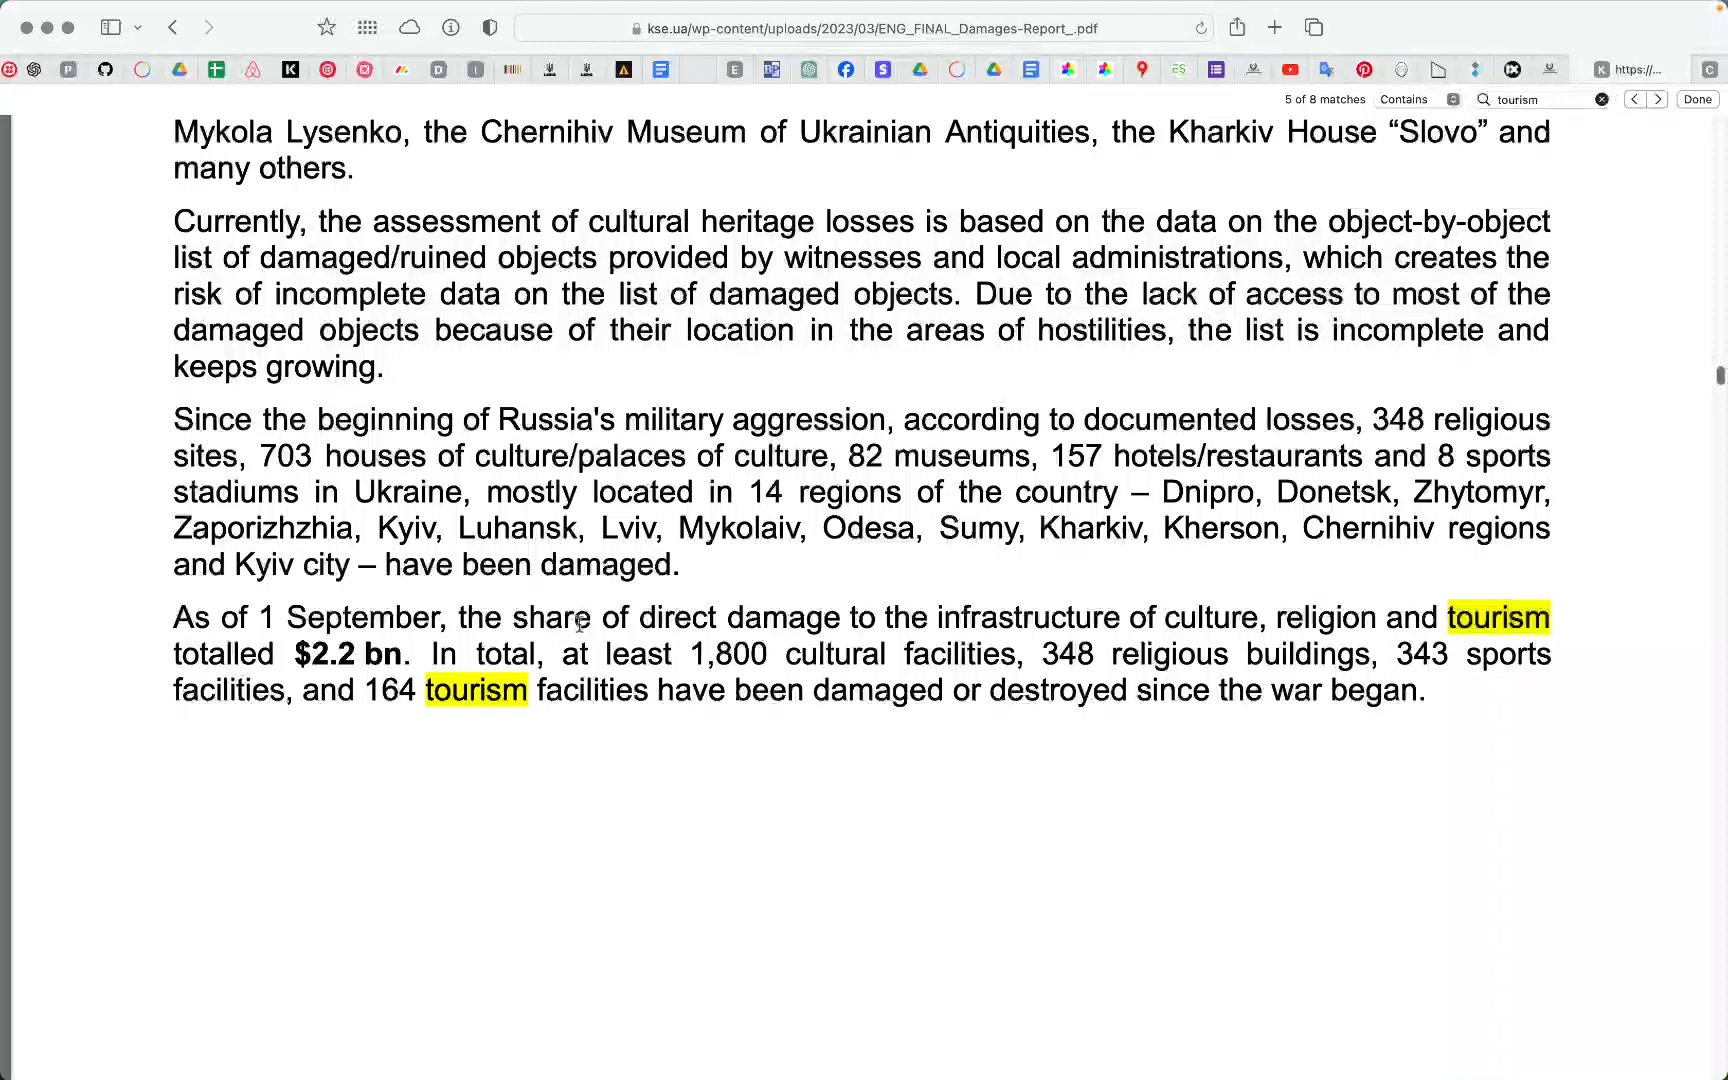 kse.ua/wp-content/uploads/2023/03/ENG_FINAL_Damages-Report_.pdf
https://...
5 of 8 matches Contains tourism Done
Mykola Lysenko, the Chernihiv Museum of Ukrainian Antiquities, the Kharkiv House “Slovo” and
many others.
Currently, the assessment of cultural heritage losses is based on the data on the object-by-object
list of damaged/ruined objects provided by witnesses and local administrations, which creates the
risk of incomplete data on the list of damaged objects. Due to the lack of access to most of the
damaged objects because of their location in the areas of hostilities, the list is incomplete and
keeps growing.
Since the beginning of Russia's military aggression, according to documented losses, 348 religious
sites, 703 houses of culture/palaces of culture, 82 museums, 157 hotels/restaurants and 8 sports
stadiums in Ukraine, mostly located in 14 regions of the country – Dnipro, Donetsk, Zhytomyr,
Zaporizhzhia, Kyiv, Luhansk, Lviv, Mykolaiv, Odesa, Sumy, Kharkiv, Kherson, Chernihiv regions
and Kyiv city – have been damaged.
As of 1 September, the share of direct damage to the infrastructure of culture, religion and tourism
totalled $2.2 bn. In total, at least 1,800 cultural facilities, 348 religious buildings, 343 sports
facilities, and 164 tourism facilities have been damaged or destroyed since the war began.